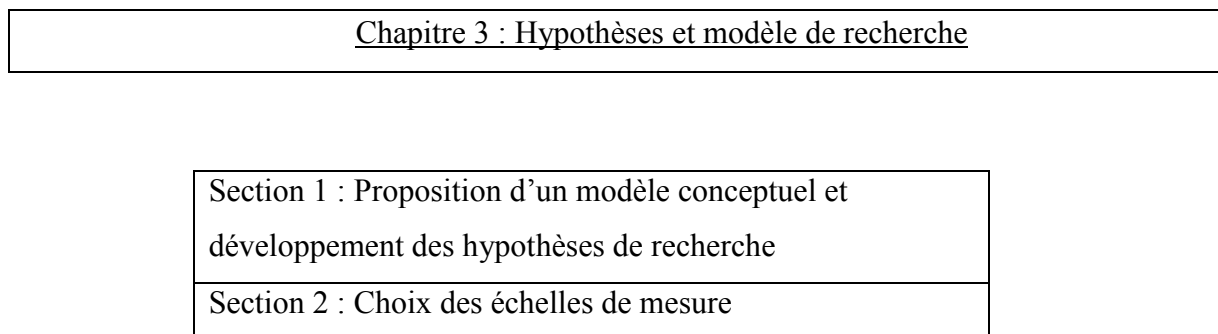 Chapitre 3 : Hypothèses et modèle de recherche
Section 1 : Proposition d’un modèle conceptuel et
développement des hypothèses de recherche
Section 2 : Choix des échelles de mesure